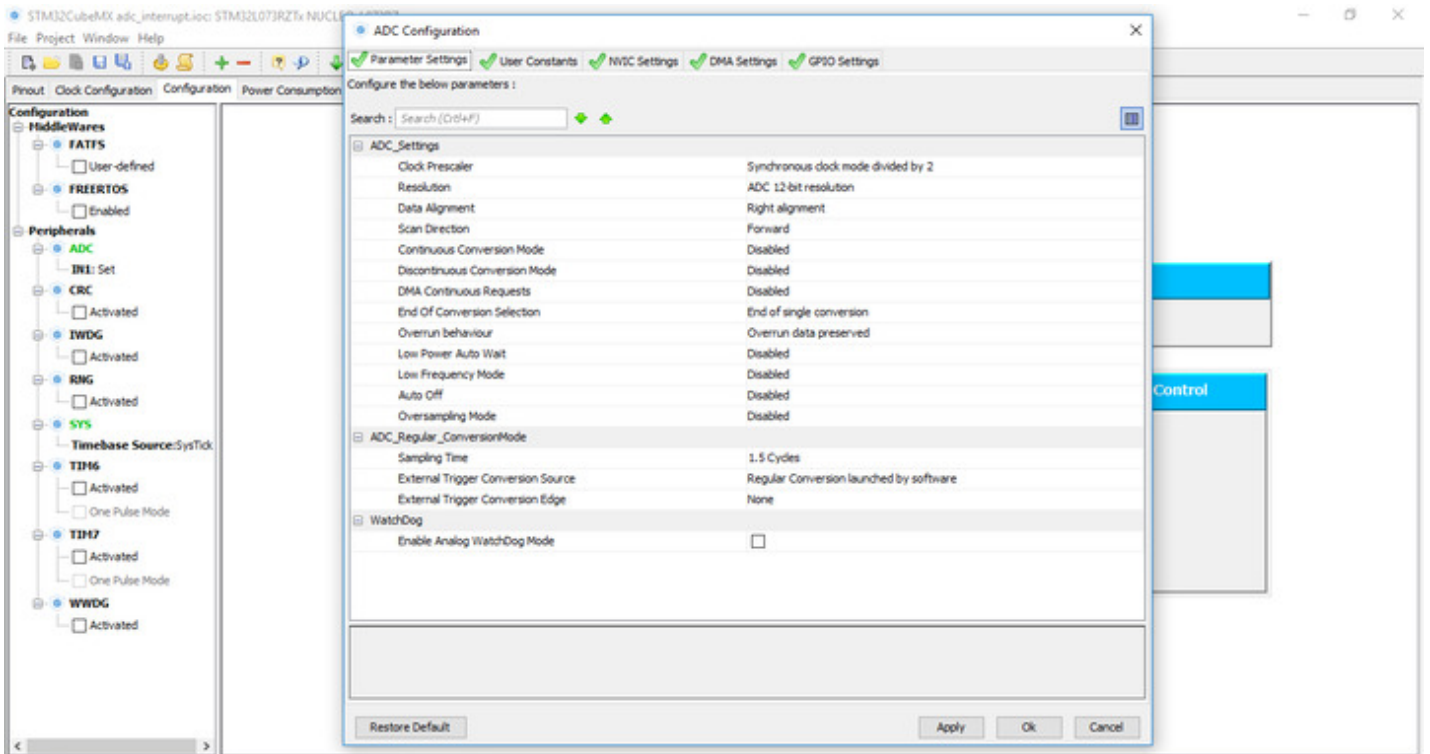 STM32CubeMX adc_interrupt.ioc: STM32L073RZTx NUCLE
File Project Window Help
Pinout Clock Configuration Configuration Power Consumption
Configuration
MiddleWares
FATFS
User-defined
FREERTOS
Enabled
Peripherals
ADC
IN1: Set
CRC
Activated
IWDG
Activated
RNG
Activated
SYS
Timebase Source:SysTick
TIM6
Activated
One Pulse Mode
TIM7
Activated
One Pulse Mode
WWDG
Activated
ADC Configuration
Parameter Settings User Constants NVIC Settings DMA Settings GPIO Settings
Configure the below parameters :
Search : Search (Crtl+F)
ADC_Settings
Clock Prescaler Synchronous clock mode divided by 2
Resolution ADC 12-bit resolution
Data Alignment Right alignment
Scan Direction Forward
Continuous Conversion Mode Disabled
Discontinuous Conversion Mode Disabled
DMA Continuous Requests Disabled
End Of Conversion Selection End of single conversion
Overrun behaviour Overrun data preserved
Low Power Auto Wait Disabled
Low Frequency Mode Disabled
Auto Off Disabled
Oversampling Mode Disabled
ADC_Regular_ConversionMode
Sampling Time 1.5 Cycles
External Trigger Conversion Source Regular Conversion launched by software
External Trigger Conversion Edge None
WatchDog
Enable Analog WatchDog Mode
Restore Default Apply Ok Cancel
Control